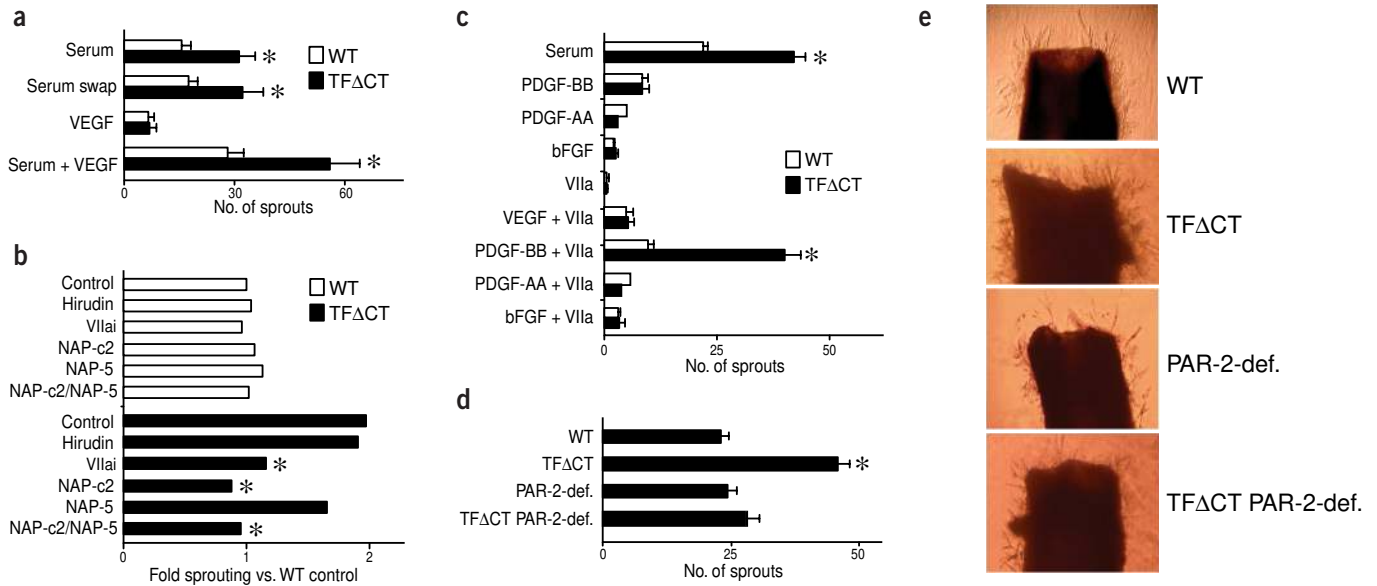 a
Serum
Serum swap
VEGF
Serum + VEGF
*
*
*
WT
TFΔCT
0 30 60
No. of sprouts
b
Control
Hirudin
VIIai
NAP-c2
NAP-5
NAP-c2/NAP-5
Control
Hirudin
VIIai *
NAP-c2 *
NAP-5
NAP-c2/NAP-5 *
WT
TFΔCT
0 1 2
Fold sprouting vs. WT control
c
Serum *
PDGF-BB
PDGF-AA
bFGF
VIIa
VEGF + VIIa
PDGF-BB + VIIa *
PDGF-AA + VIIa
bFGF + VIIa
WT
TFΔCT
0 25 50
No. of sprouts
d
WT
TFΔCT *
PAR-2-def.
TFΔCT PAR-2-def.
0 25 50
No. of sprouts
e
WT
TFΔCT
PAR-2-def.
TFΔCT PAR-2-def.